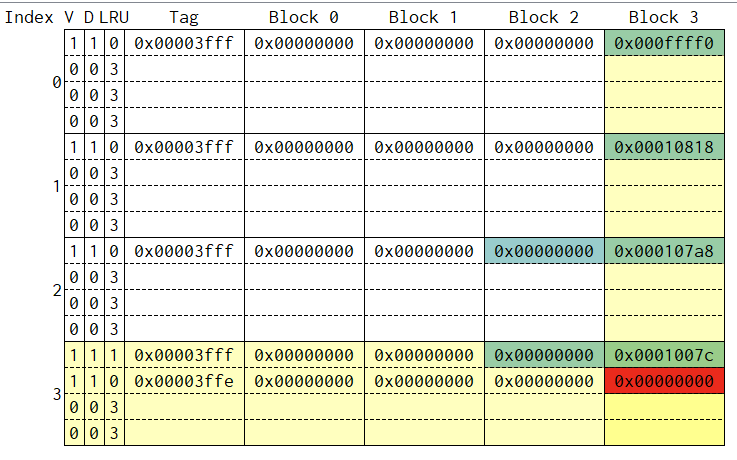 Index V D LRU Tag Block 0 Block 1 Block 2 Block 3
1 1 0 0x00003fff 0x00000000 0x00000000 0x00000000 0x000ffff0
0 0 3
0
0 0 3
0 0 3
1 1 0 0x00003fff 0x00000000 0x00000000 0x00000000 0x00010818
0 0 3
1
0 0 3
0 0 3
1 1 0 0x00003fff 0x00000000 0x00000000 0x00000000 0x000107a8
0 0 3
2
0 0 3
0 0 3
1 1 1 0x00003fff 0x00000000 0x00000000 0x00000000 0x0001007c
1 1 0 0x00003ffe 0x00000000 0x00000000 0x00000000 0x00000000
3
0 0 3
0 0 3